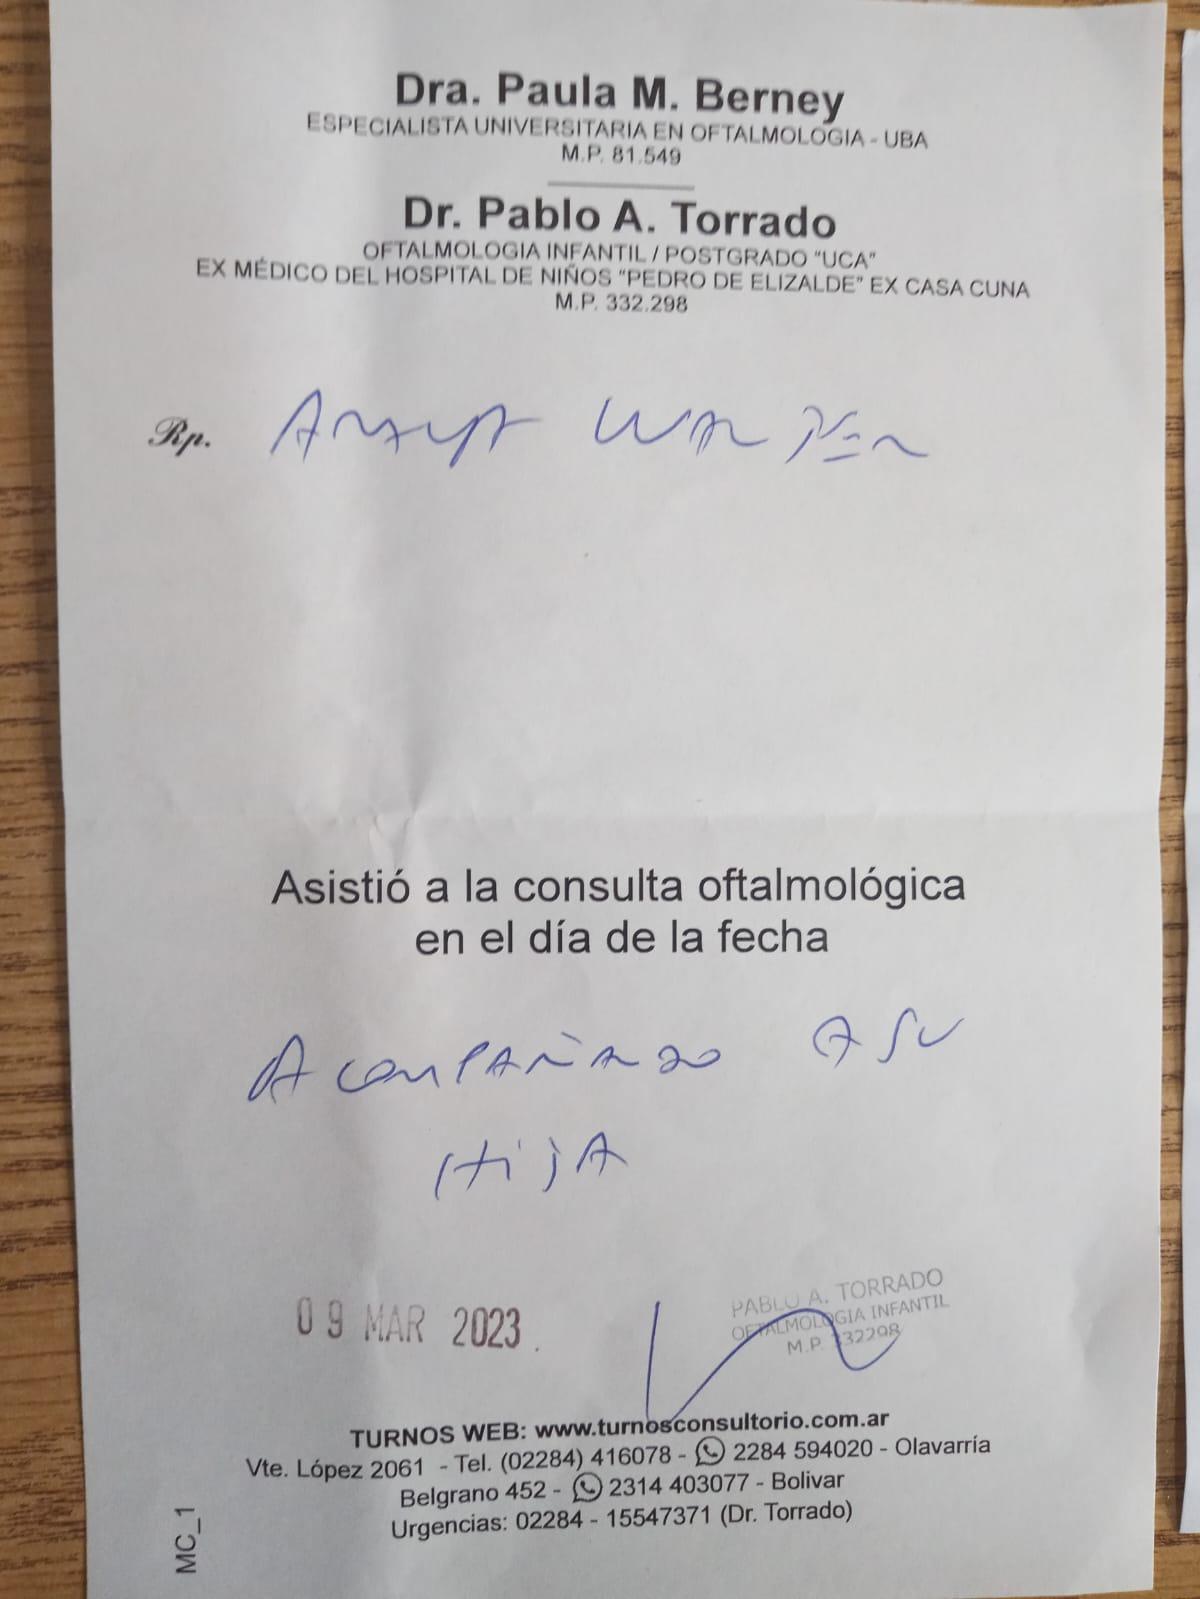 Dra. Paula M. Berney
ESPECIALISTA UNIVERSITARIA EN OFTALMOLOGIA - UBA
M.P. 81.549
Dr. Pablo A. Torrado
OFTALMOLOGIA INFANTIL / POSTGRADO "UCA"
EX MÉDICO DEL HOSPITAL DE NIÑOS "PEDRO DE ELIZALDE" EX CASA CUNA
M.P. 332.298
Rp.
Asistió a la consulta oftalmológica
en el día de la fecha
ACOMPAÑANDO A SU
HIJA
09 MAR 2023
PABLO A. TORRADO
OFTALMOLOGIA INFANTIL
M.P. 332298
TURNOS WEB: www.turnosconsultorio.com.ar
Vte. López 2061 - Tel. (02284) 416078 - 2284 594020 - Olavarría
Belgrano 452 - 2314 403077 - Bolivar
Urgencias: 02284 - 15547371 (Dr. Torrado)
MC_1